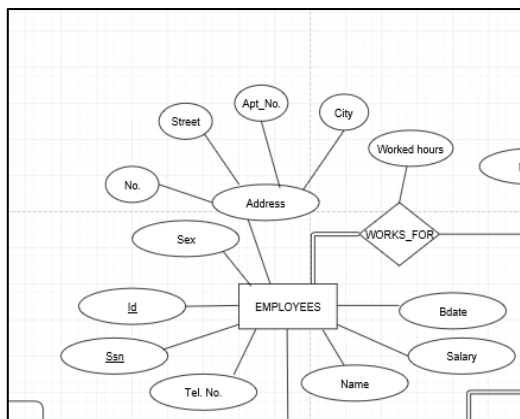 Apt_No.
City
Street
Worked hours
No.
Address
Sex
WORKS_FOR
Id
EMPLOYEES
Bdate
Ssn
Salary
Tel. No.
Name